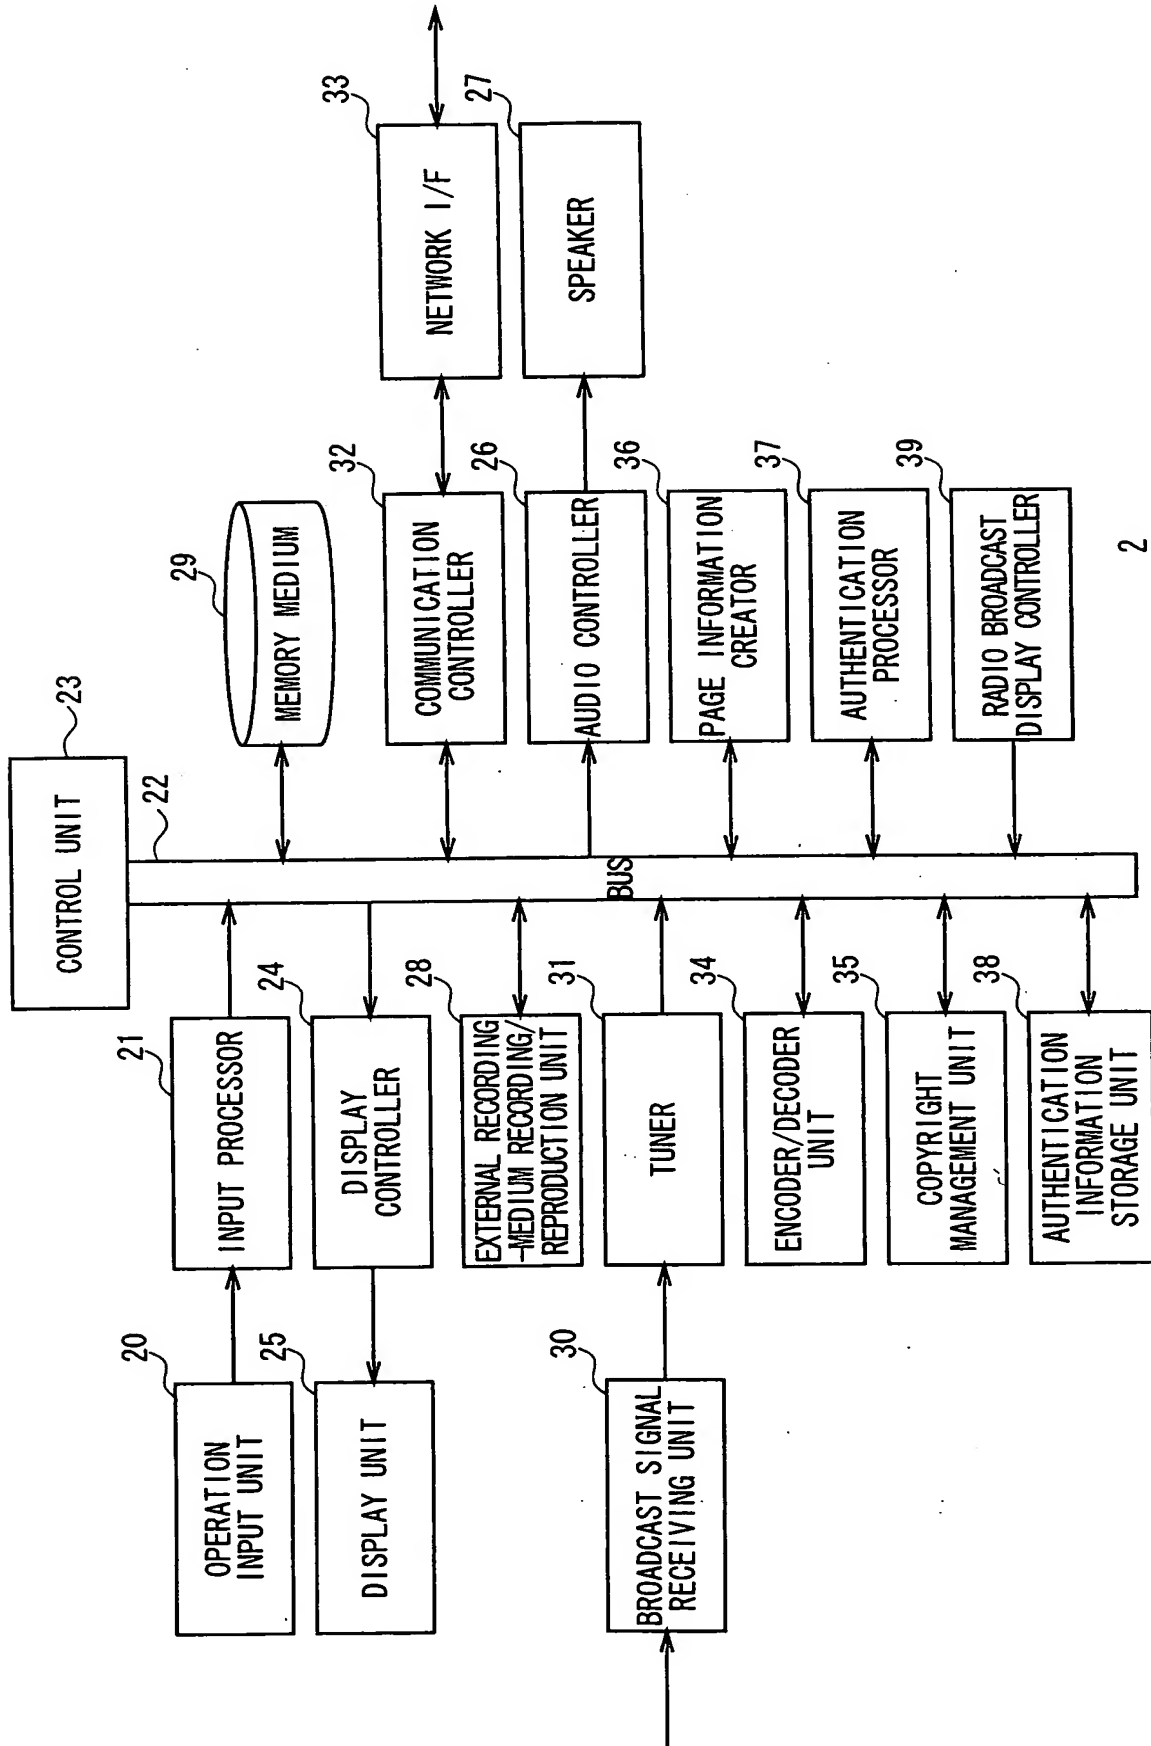 23
CONTROL UNIT
22
BUS
20
OPERATION
INPUT UNIT
21
INPUT PROCESSOR
25
DISPLAY UNIT
24
DISPLAY
CONTROLLER
28
EXTERNAL RECORDING
-MEDIUM RECORDING/
REPRODUCTION UNIT
30
BROADCAST SIGNAL
RECEIVING UNIT
31
TUNER
34
ENCODER/DECODER
UNIT
35
COPYRIGHT
MANAGEMENT UNIT
38
AUTHENTICATION
INFORMATION
STORAGE UNIT
29
MEMORY MEDIUM
32
COMMUNICATION
CONTROLLER
33
NETWORK I/F
26
AUDIO CONTROLLER
27
SPEAKER
36
PAGE INFORMATION
CREATOR
37
AUTHENTICATION
PROCESSOR
39
RADIO BROADCAST
DISPLAY CONTROLLER
2